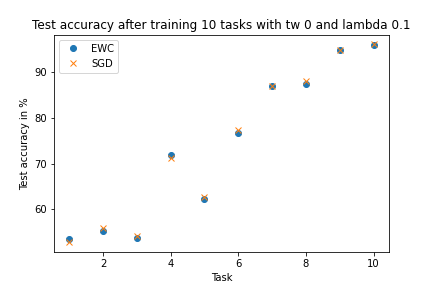 Test accuracy after training 10 tasks with tw 0 and lambda 0.1
EWC
SGD
90
80
70
60
Test accuracy in %
2 4 6 8 10
Task